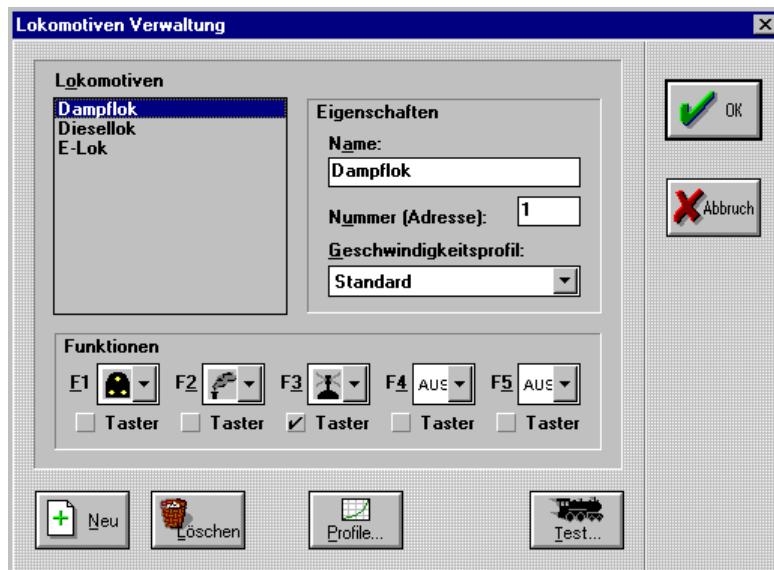 Lokomotiven Verwaltung
Lokomotiven
Dampflok
Diesellok
E-Lok
Eigenschaften
Name:
Dampflok
Nummer (Adresse): 1
Geschwindigkeitsprofil:
Standard
OK
Abbruch
Funktionen
F1 F2 F3 F4 AUS F5 AUS
Taster Taster Taster Taster Taster
Neu Löschen Profile... Test...